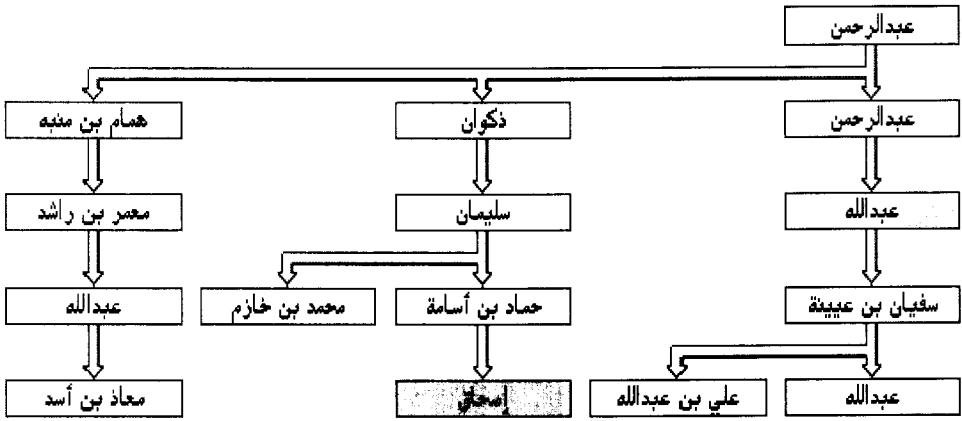 عبدالرحمن
عبدالرحمن
ذكوان
همام بن منبه
عبدالله
سليمان
معمر بن راشد
سفيان بن عيينة
حماد بن أسامة
محمد بن خازم
عبدالله
عبدالله
علي بن عبدالله
إسحاق
معاذ بن أسد